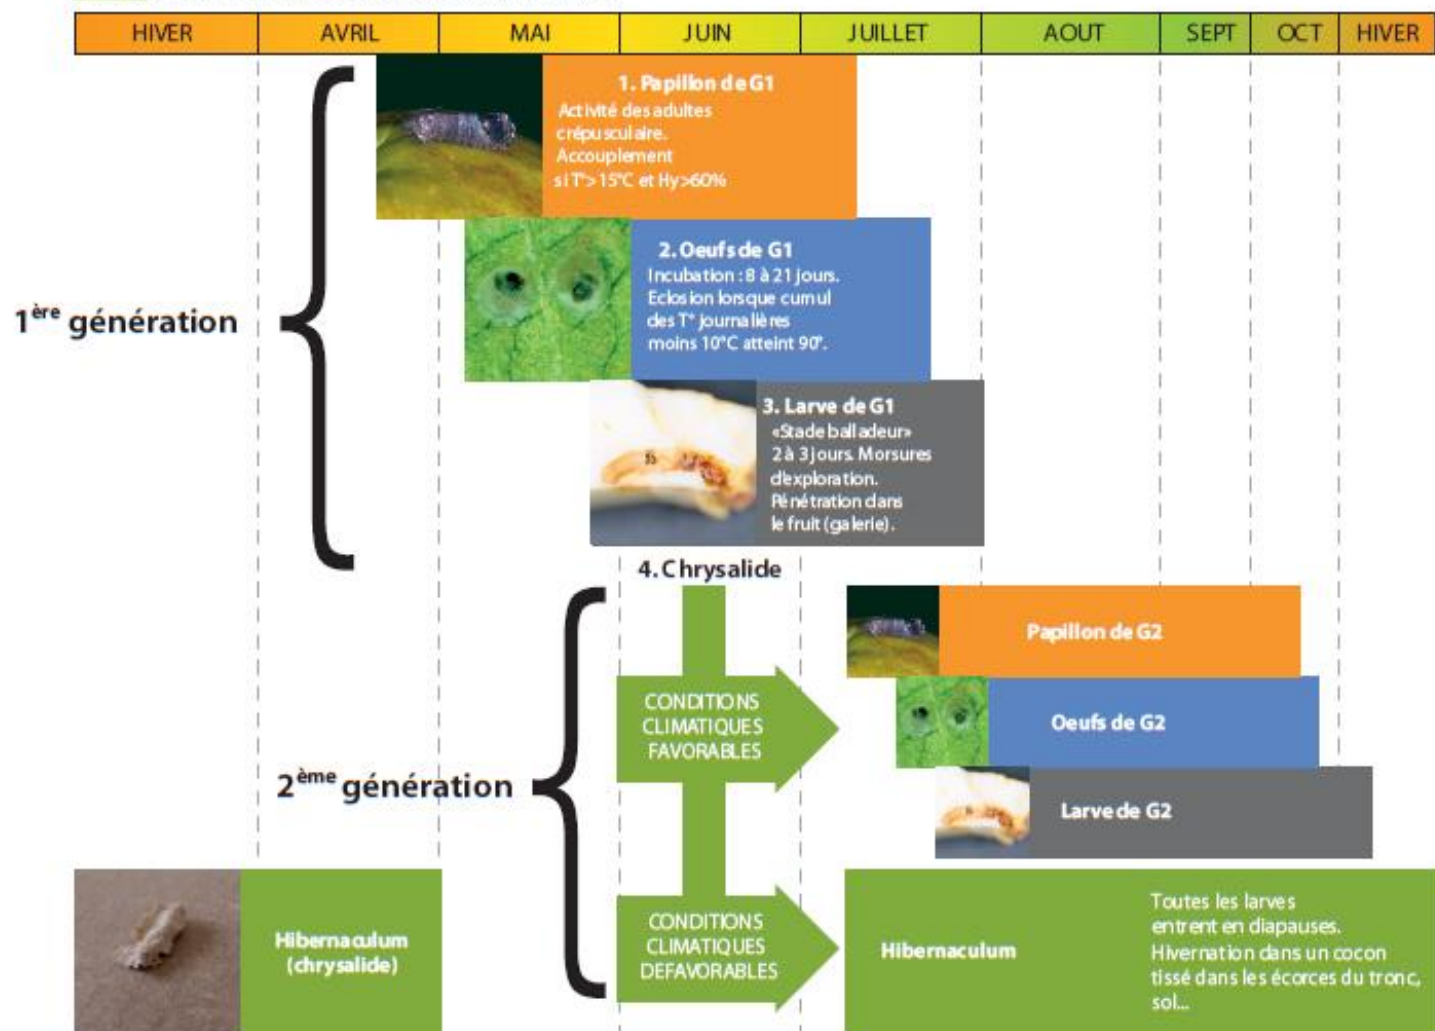 HIVER AVRIL MAI JUIN JUILLET AOUT SEPT OCT HIVER
1. Papillon de G1
Activité des adultes
crépusculaire.
Accouplement
si T°>15°C et Hy>60%
2. Oeufs de G1
Incubation : 8 à 21 jours.
Eclosion lorsque cumul
des T° journalières
moins 10°C atteint 90°.
1ère génération
3. Larve de G1
«Stade balladeur»
2 à 3 jours. Morsures
d'exploration.
Pénétration dans
le fruit (galerie).
4. Chrysalide
Papillon de G2
CONDITIONS
CLIMATIQUES
FAVORABLES
Oeufs de G2
2ème génération
Larve de G2
Hibernaculum
(chrysalide)
CONDITIONS
CLIMATIQUES
DEFAVORABLES
Hibernaculum
Toutes les larves
entrent en diapauses.
Hivernation dans un cocon
tissé dans les écorces du tronc,
sol...